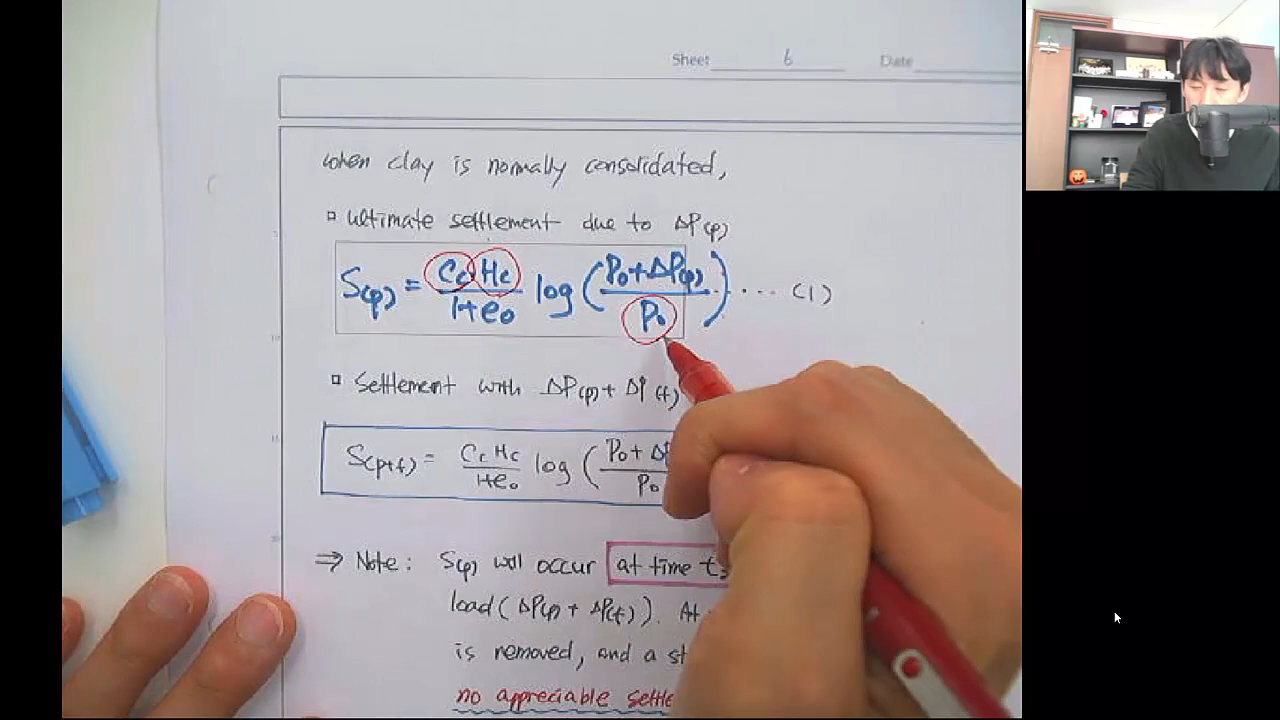 Sheet 6 Date
When clay is normally consolidated,
▫ Ultimate settlement due to ΔP(p)
S(p) = CcHc / 1+e₀ log (P₀+ΔP(p) / P₀) ... (1)
▫ Settlement with ΔP(p) + ΔP(f)
S(p+f) = CcHc / 1+e₀ log (P₀ + ΔP / P₀
⇒ Note: S(p) will occur at time t₂
load (ΔP(p) + ΔP(f)). At
is removed, and a
no appreciable